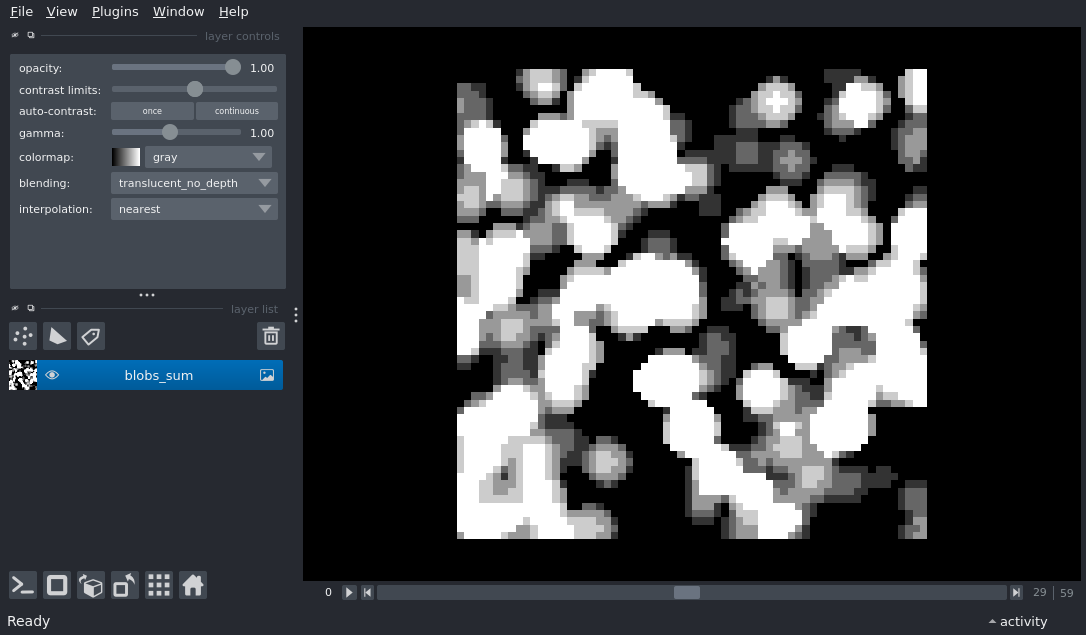 File View Plugins Window Help
layer controls
opacity: 1.00
contrast limits:
auto-contrast: once continuous
gamma: 1.00
colormap: gray
blending: translucent_no_depth
interpolation: nearest
layer list
blobs_sum
0 29 59
Ready activity